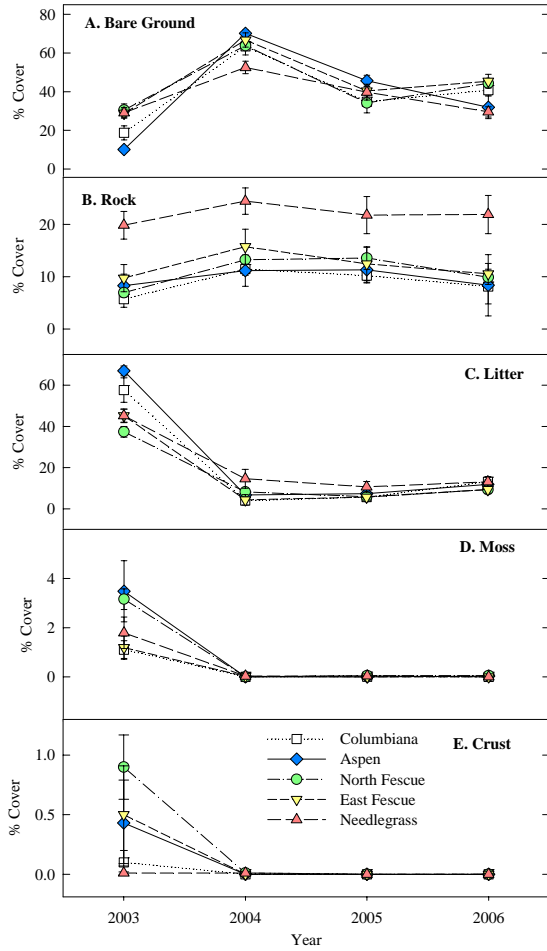 A. Bare Ground
% Cover
80
60
40
20
0
B. Rock
% Cover
20
10
0
C. Litter
% Cover
60
40
20
0
D. Moss
% Cover
4
2
0
E. Crust
% Cover
1.0
0.5
0.0
Columbiana
Aspen
North Fescue
East Fescue
Needlegrass
2003 2004 2005 2006
Year